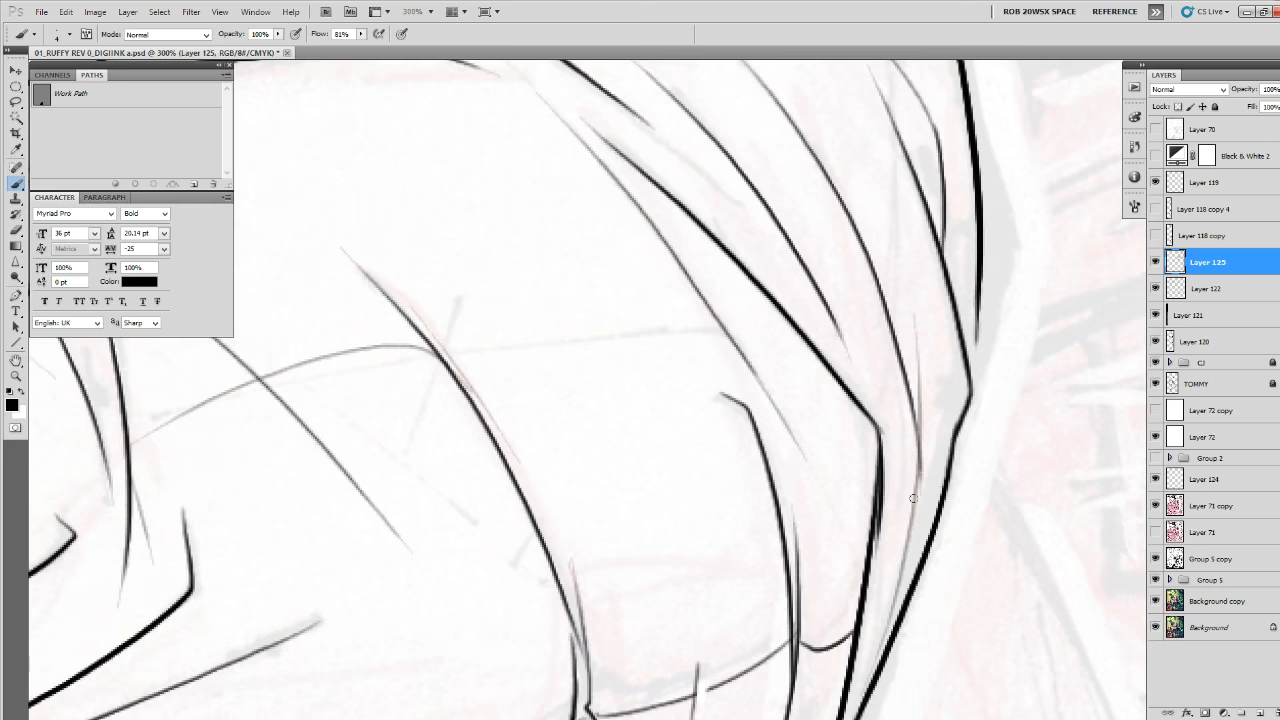 File Edit Image Layer Select Filter View Window Help Br Mb 300% ROB 20WSX SPACE REFERENCE CS Live
4 Mode: Normal Opacity: 100% Flow: 81%
01_RUFFY REV 0_DIGIINK a.psd @ 300% (Layer 125, RGB/8#/CMYK) *
CHANNELS PATHS
Work Path
CHARACTER PARAGRAPH
Myriad Pro Bold
36 pt 20.14 pt
Metrics -25
100% 100%
0 pt Color:
English: UK Sharp
LAYERS
Normal Opacity: 100%
Lock: Fill: 100%
Layer 70
Black & White 2
Layer 119
Layer 118 copy 4
Layer 118 copy
Layer 125
Layer 122
Layer 121
Layer 120
CJ
TOMMY
Layer 72 copy
Layer 72
Group 2
Layer 124
Layer 71 copy
Layer 71
Group 5 copy
Group 5
Background copy
Background